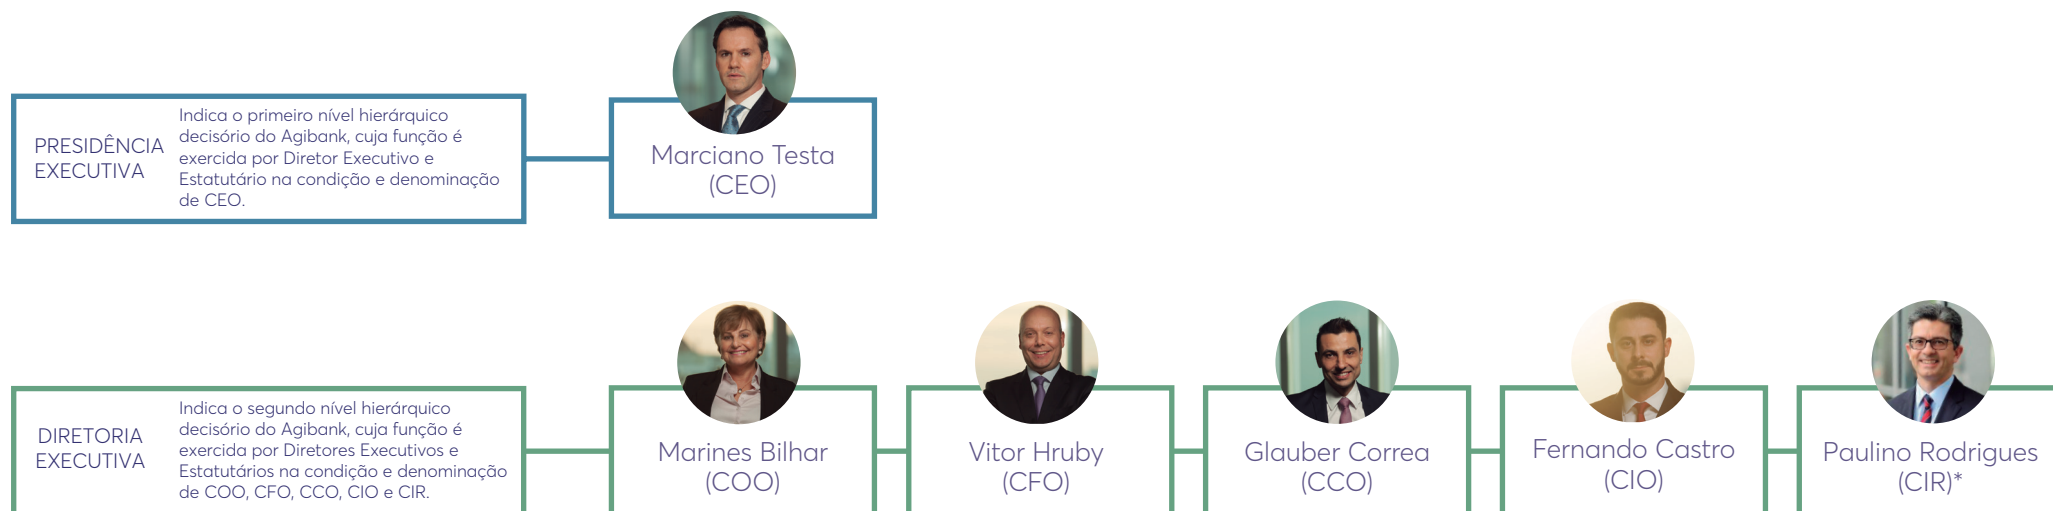 PRESIDÊNCIA
EXECUTIVA
Indica o primeiro nível hierárquico
decisório do Agibank, cuja função é
exercida por Diretor Executivo e
Estatutário na condição e denominação
de CEO.
Marciano Testa
(CEO)
DIRETORIA
EXECUTIVA
Indica o segundo nível hierárquico
decisório do Agibank, cuja função é
exercida por Diretores Executivos e
Estatutários na condição e denominação
de COO, CFO, CCO, CIO e CIR.
Marines Bilhar
(COO)
Vitor Hruby
(CFO)
Glauber Correa
(CCO)
Fernando Castro
(CIO)
Paulino Rodrigues
(CIR)*